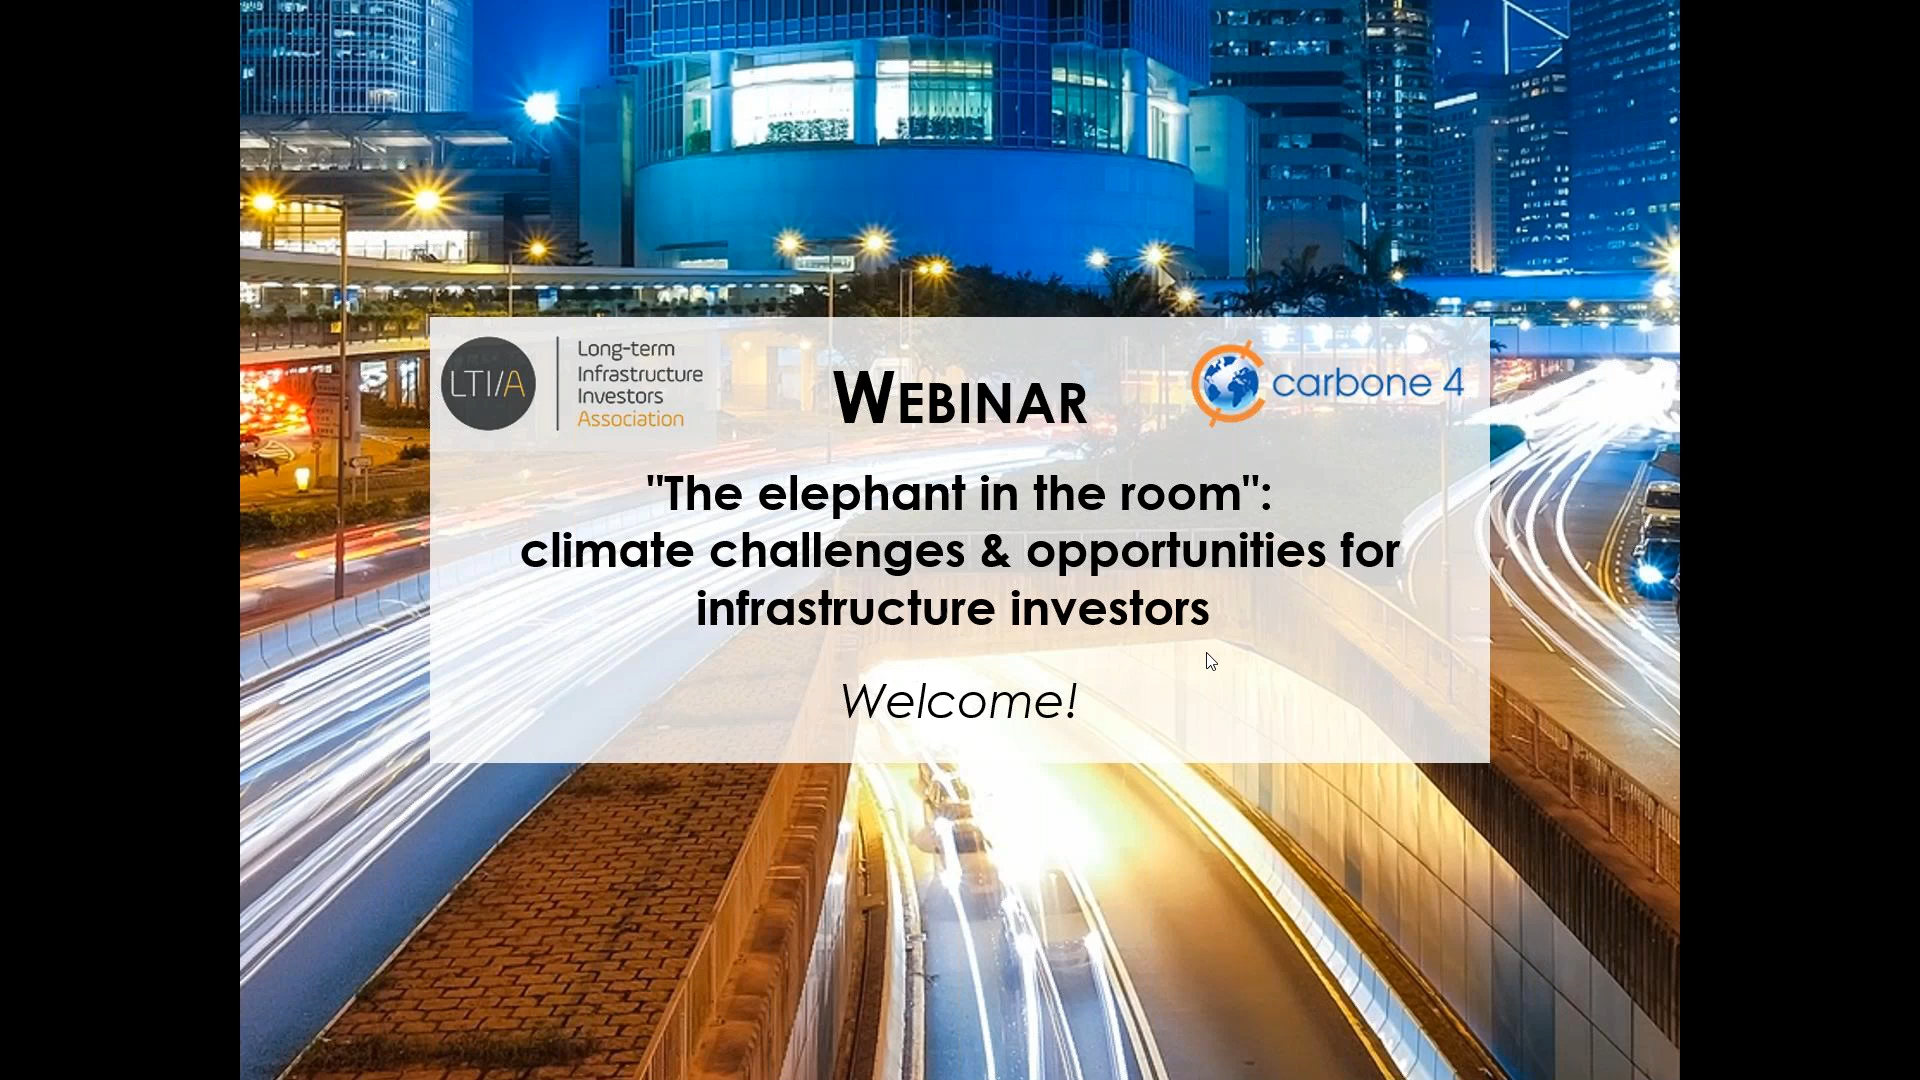 LTI/A
Long-term
Infrastructure
Investors
Association
WEBINAR
carbone 4
"The elephant in the room":
climate challenges & opportunities for
infrastructure investors
Welcome!